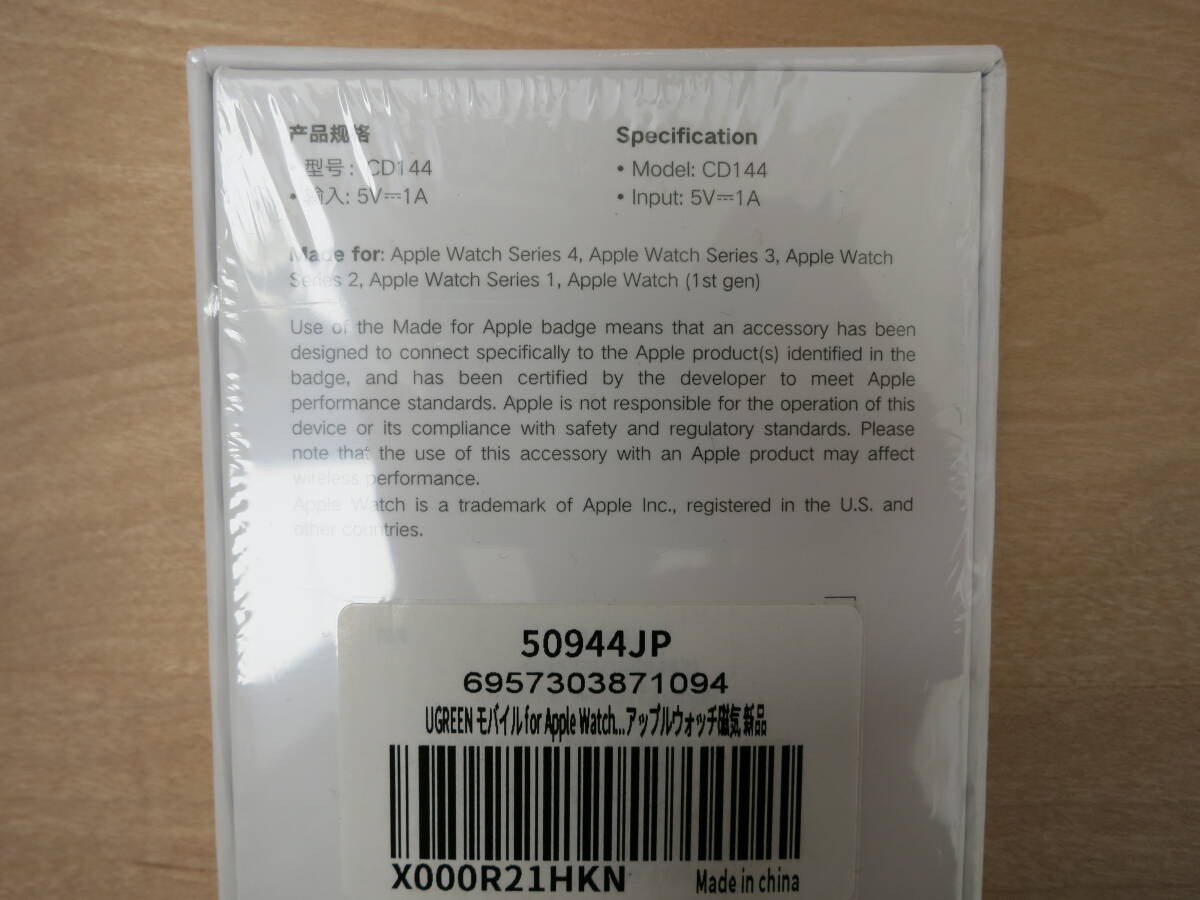 产品规格
型号: CD144
• 输入: 5V⎓1A
Specification
• Model: CD144
• Input: 5V⎓1A
Made for: Apple Watch Series 4, Apple Watch Series 3, Apple Watch
Series 2, Apple Watch Series 1, Apple Watch (1st gen)
Use of the Made for Apple badge means that an accessory has been
designed to connect specifically to the Apple product(s) identified in the
badge, and has been certified by the developer to meet Apple
performance standards. Apple is not responsible for the operation of this
device or its compliance with safety and regulatory standards. Please
note that the use of this accessory with an Apple product may affect
wireless performance.
Apple Watch is a trademark of Apple Inc., registered in the U.S. and
other countries.
50944JP
6957303871094
UGREEN モバイル for Apple Watch...アップルウォッチ磁気 新品
X000R21HKN
Made in china